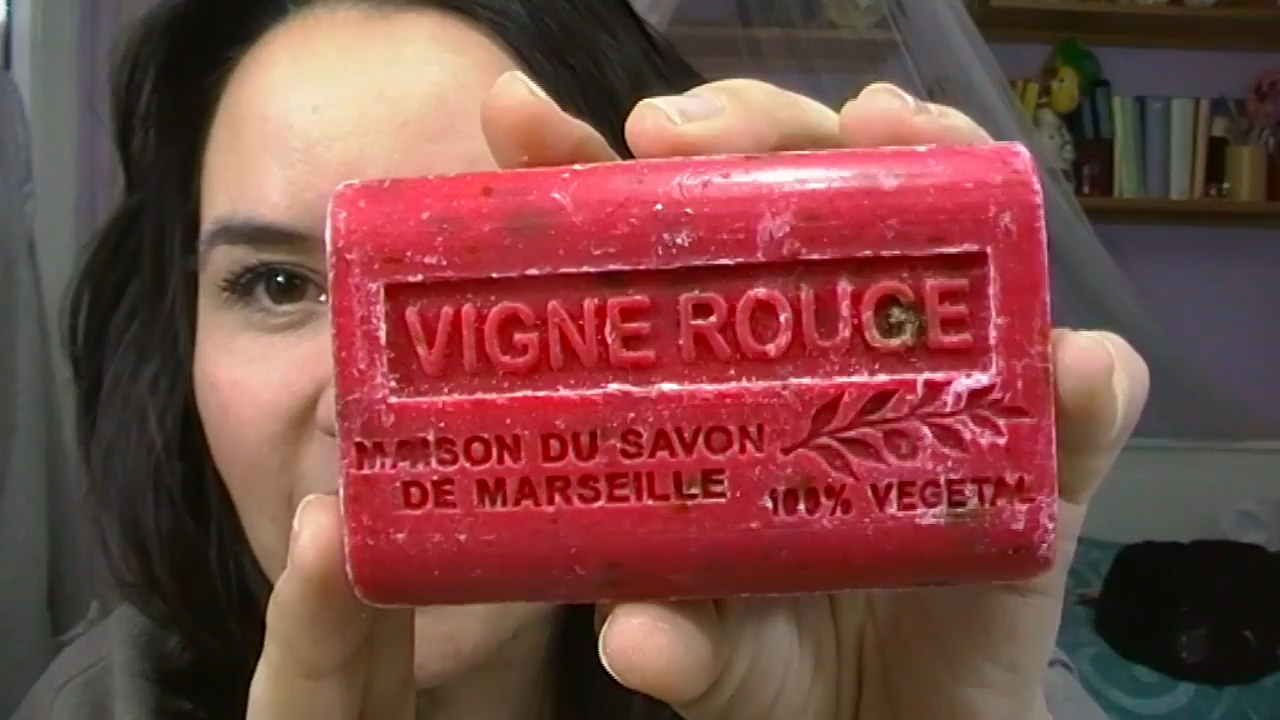 VIGNE ROUGE
MAISON DU SAVON
DE MARSEILLE
100% VEGETAL